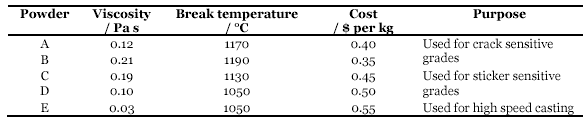 Powder Viscosity Break temperature Cost Purpose
/ Pa s / °C / $ per kg
A 0.12 1170 0.40 Used for crack sensitive
B 0.21 1190 0.35 grades
C 0.19 1130 0.45 Used for sticker sensitive
D 0.10 1050 0.50 grades
E 0.03 1050 0.55 Used for high speed casting